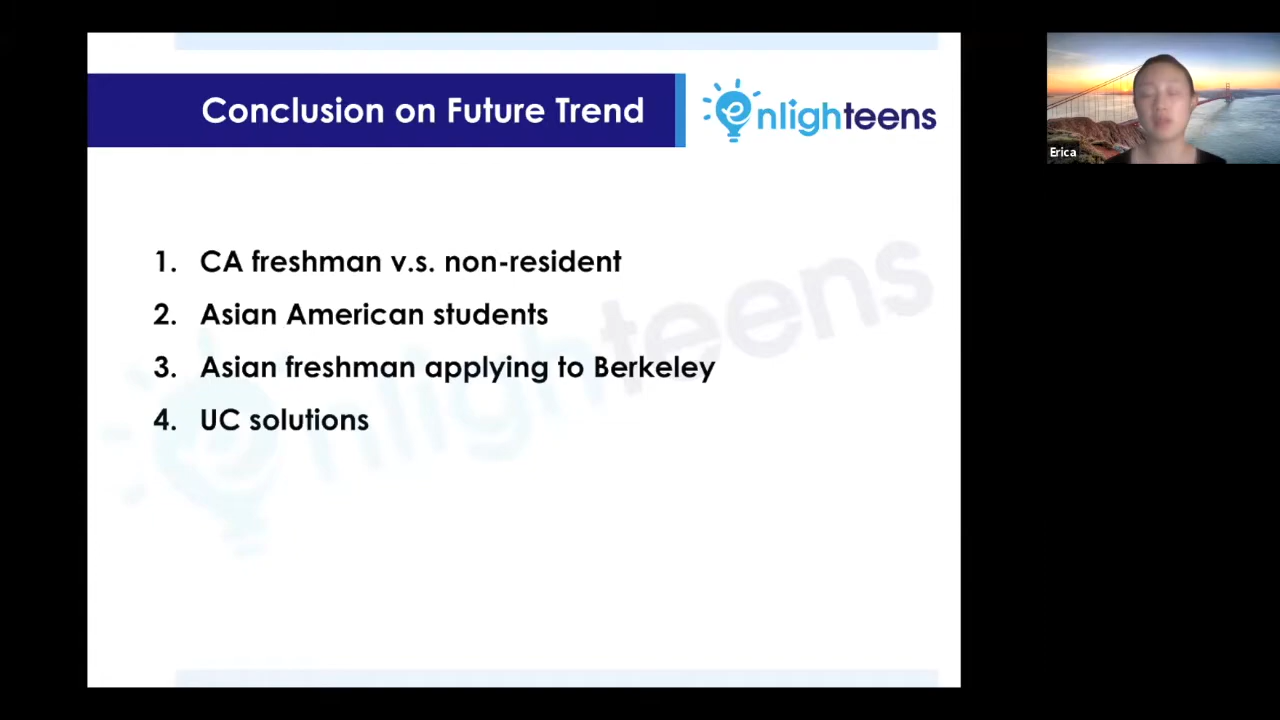 Conclusion on Future Trend
enlighteens
Erica
1. CA freshman v.s. non-resident
2. Asian American students
3. Asian freshman applying to Berkeley
4. UC solutions
enlighteens